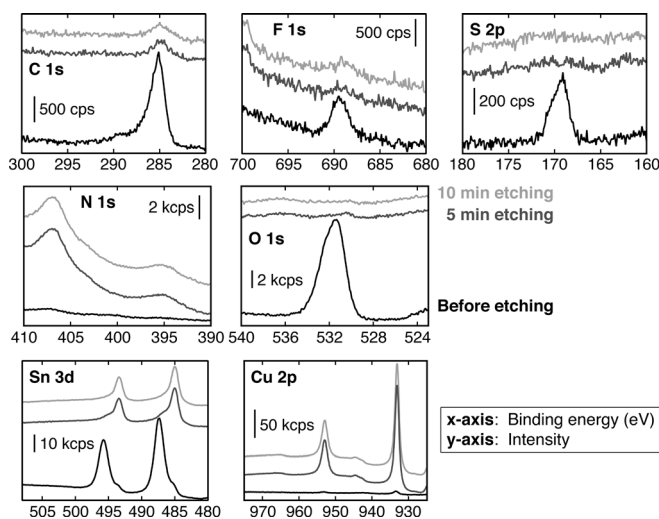 C 1s
500 cps
300 295 290 285 280
F 1s
500 cps
700 695 690 685 680
S 2p
200 cps
180 175 170 165 160
N 1s
2 kcps
410 405 400 395 390
O 1s
2 kcps
540 536 532 528 524
10 min etching
5 min etching
Before etching
Sn 3d
10 kcps
505 500 495 490 485 480
Cu 2p
50 kcps
970 960 950 940 930
x-axis: Binding energy (eV)
y-axis: Intensity